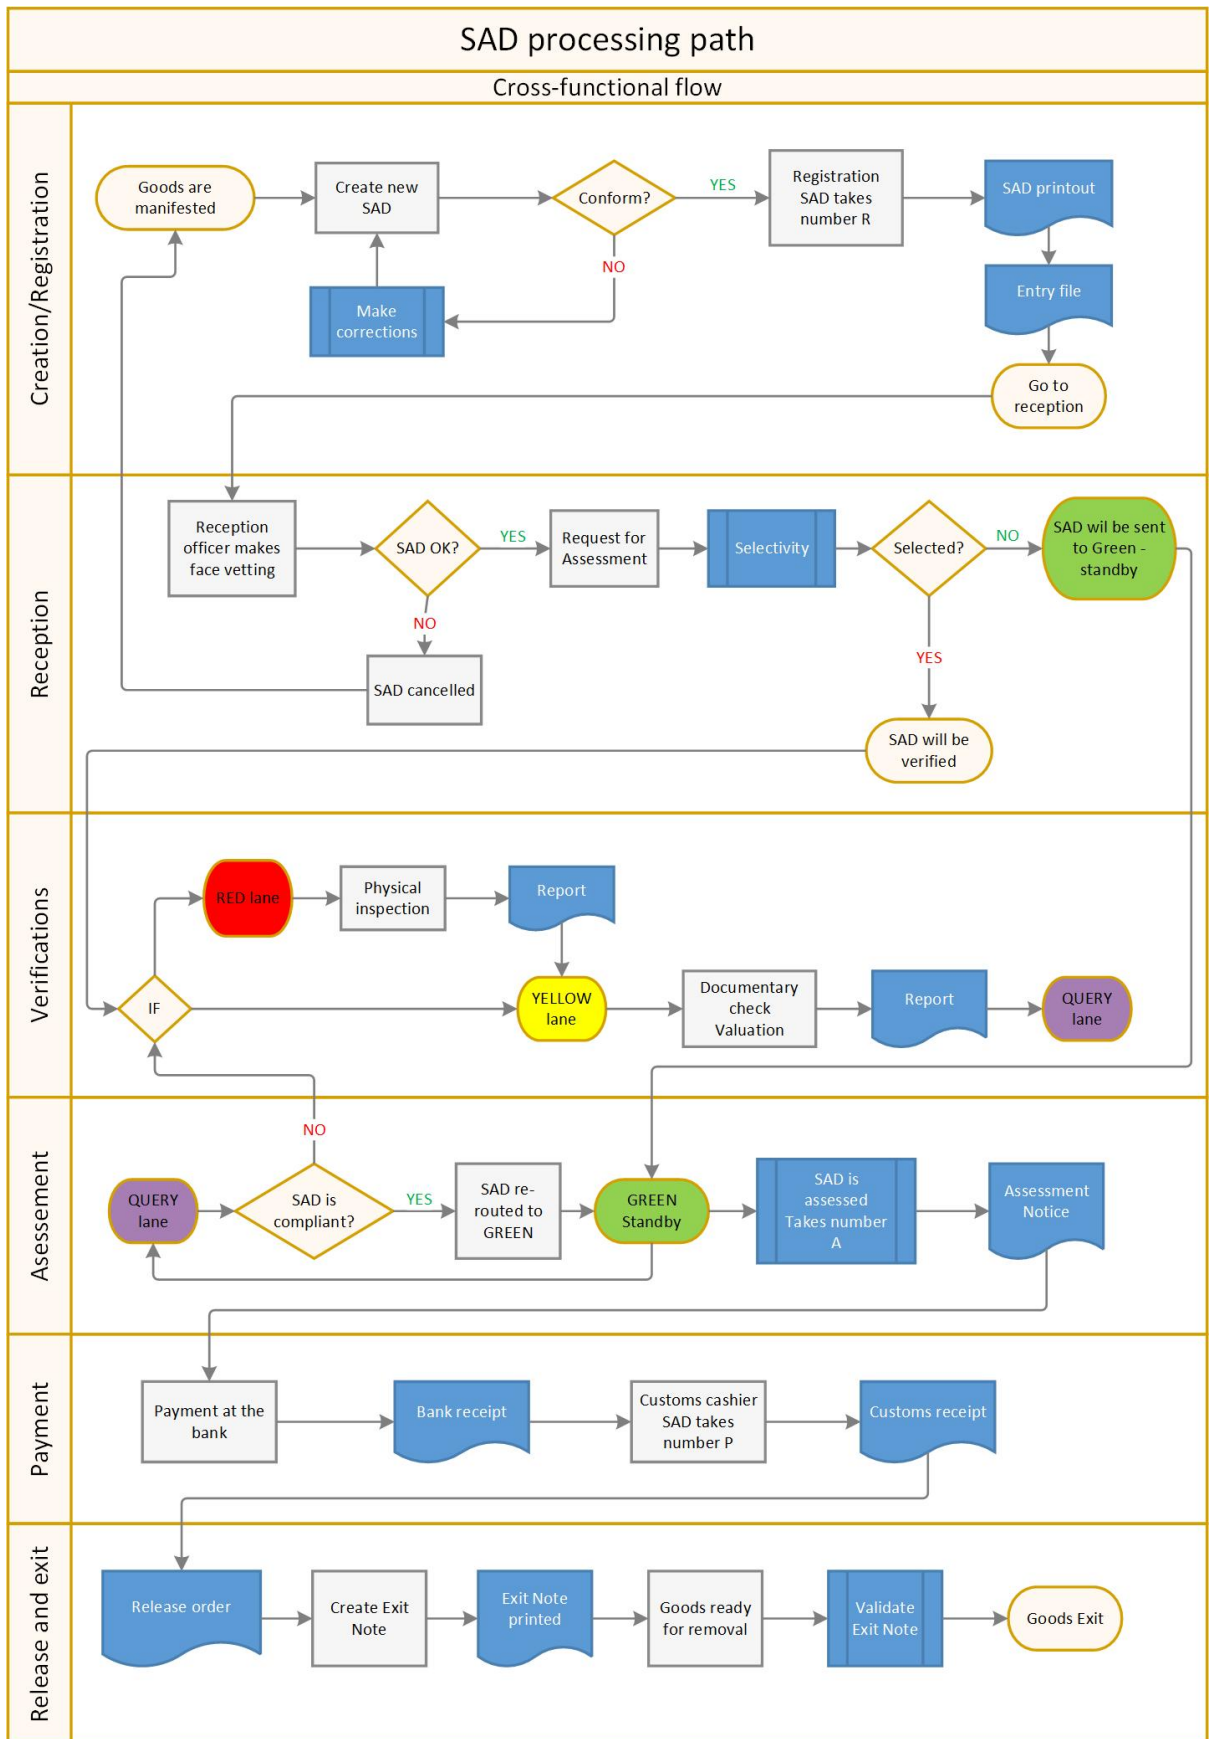 SAD processing path
Cross-functional flow
Creation/Registration
Goods are
manifested
Create new
SAD
Conform?
YES
Registration
SAD takes
number R
SAD printout
NO
Make
corrections
Entry file
Go to
reception
Reception
Reception
officer makes
face vetting
SAD OK?
YES
Request for
Assessment
Selectivity
Selected?
NO
SAD wil be sent
to Green -
standby
NO
SAD cancelled
YES
SAD will be
verified
Verifications
RED lane
Physical
inspection
Report
IF
YELLOW
lane
Documentary
check
Valuation
Report
QUERY
lane
Asessement
NO
QUERY
lane
SAD is
compliant?
YES
SAD re-
routed to
GREEN
GREEN
Standby
SAD is
assessed
Takes number
A
Assessment
Notice
Payment
Payment at the
bank
Bank receipt
Customs cashier
SAD takes
number P
Customs receipt
Release and exit
Release order
Create Exit
Note
Exit Note
printed
Goods ready
for removal
Validate
Exit Note
Goods Exit